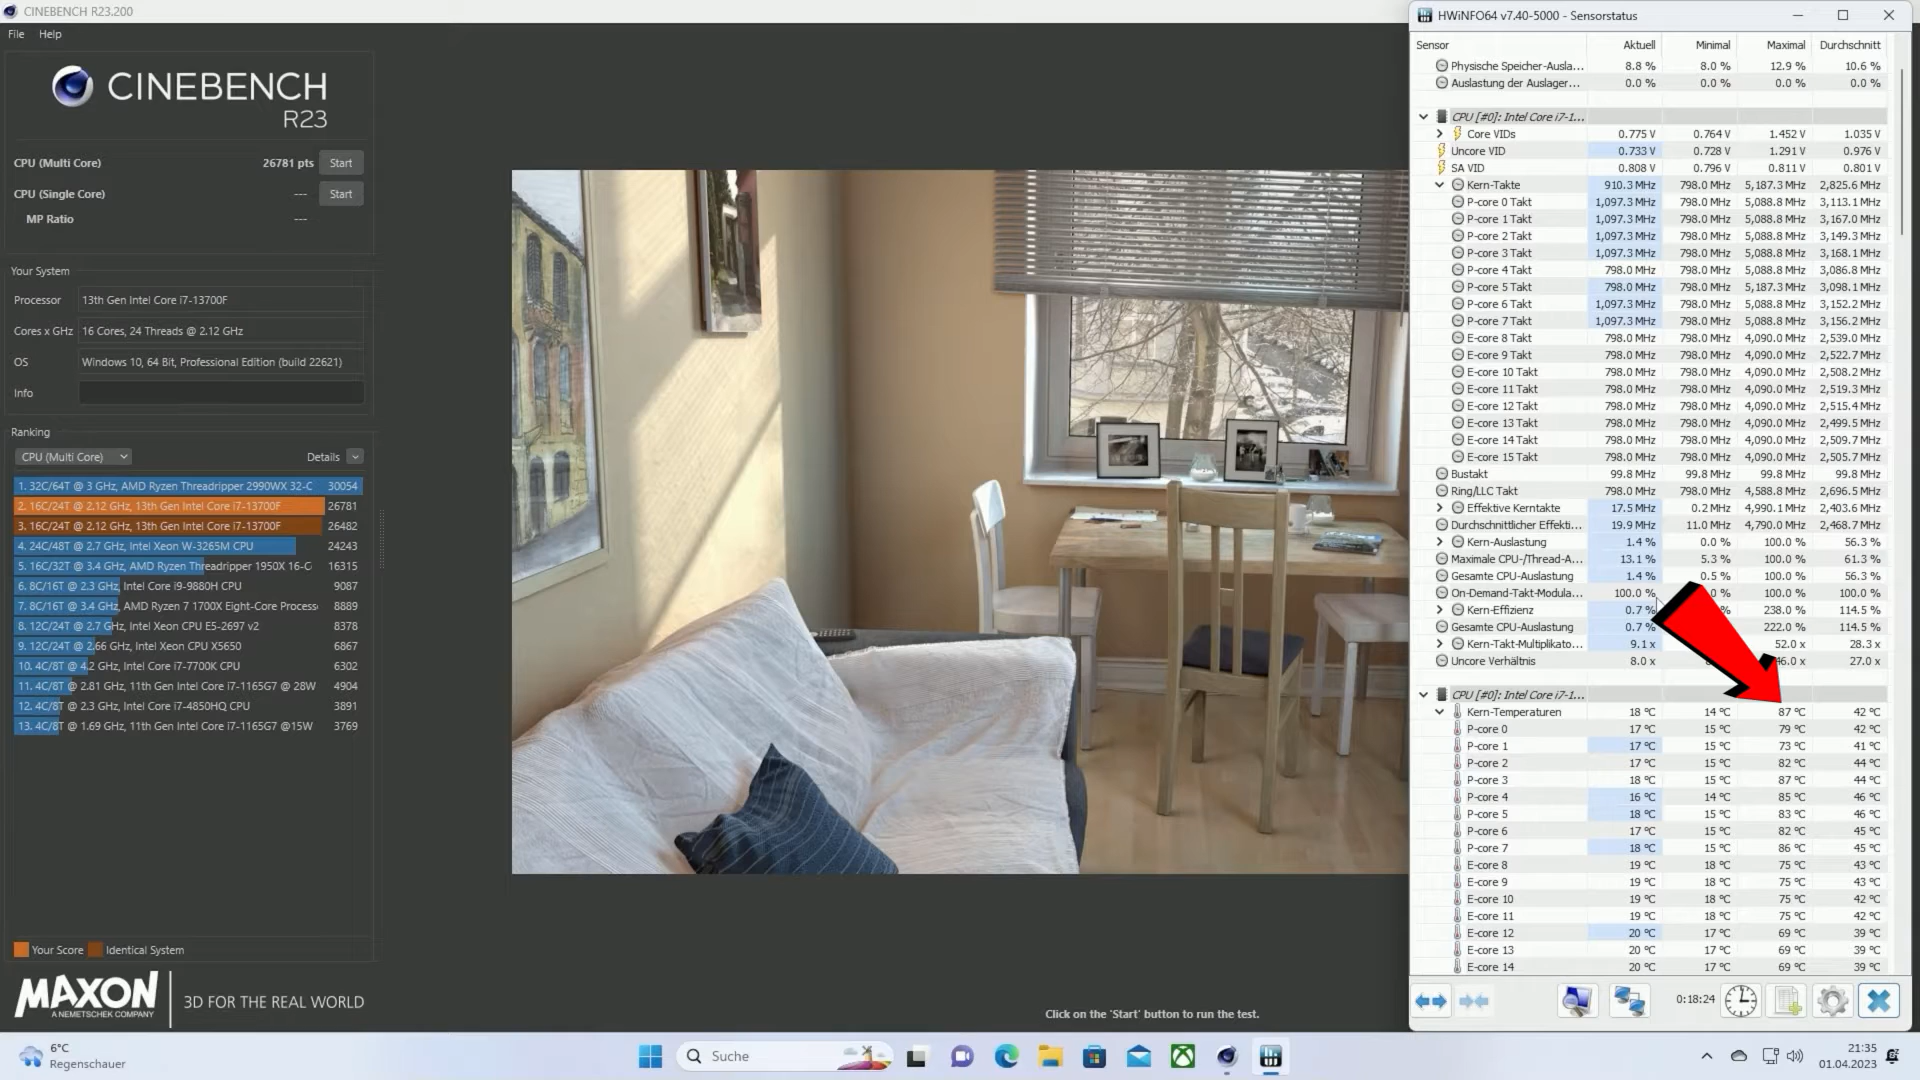 CINEBENCH R23.200
File Help
CINEBENCH
R23
CPU (Multi Core) 26781 pts Start
CPU (Single Core) --- Start
MP Ratio ---
Your System
Processor 13th Gen Intel Core i7-13700F
Cores x GHz 16 Cores, 24 Threads @ 2.12 GHz
OS Windows 10, 64 Bit, Professional Edition (build 22621)
Info
Ranking
CPU (Multi Core) Details
1. 32C/64T @ 3 GHz, AMD Ryzen Threadripper 2990WX 32-C 30054
2. 16C/24T @ 2.12 GHz, 13th Gen Intel Core i7-13700F 26781
3. 16C/24T @ 2.12 GHz, 13th Gen Intel Core i7-13700F 26482
4. 24C/48T @ 2.7 GHz, Intel Xeon W-3265M CPU 24243
5. 16C/32T @ 3.4 GHz, AMD Ryzen Threadripper 1950X 16-C 16315
6. 8C/16T @ 2.3 GHz, Intel Core i9-9880H CPU 9087
7. 8C/16T @ 3.4 GHz, AMD Ryzen 7 1700X Eight-Core Process 8889
8. 12C/24T @ 2.7 GHz, Intel Xeon CPU E5-2697 v2 8378
9. 12C/24T @ 2.66 GHz, Intel Xeon CPU X5650 6867
10. 4C/8T @ 4.2 GHz, Intel Core i7-7700K CPU 6302
11. 4C/8T @ 2.81 GHz, 11th Gen Intel Core i7-1165G7 @ 28W 4904
12. 4C/8T @ 2.3 GHz, Intel Core i7-4850HQ CPU 3891
13. 4C/8T @ 1.69 GHz, 11th Gen Intel Core i7-1165G7 @15W 3769
Your Score Identical System
MAXON
A NEMETSCHEK COMPANY
3D FOR THE REAL WORLD
Click on the 'Start' button to run the test.
HWiNFO64 v7.40-5000 - Sensorstatus
Sensor Aktuell Minimal Maximal Durchschnitt
Physische Speicher-Ausla... 8.8 % 8.0 % 12.9 % 10.6 %
Auslastung der Auslager... 0.0 % 0.0 % 0.0 % 0.0 %
CPU [#0]: Intel Core i7-1...
Core VIDs 0.775 V 0.764 V 1.452 V 1.035 V
Uncore VID 0.733 V 0.728 V 1.291 V 0.976 V
SA VID 0.808 V 0.796 V 0.811 V 0.801 V
Kern-Takte 910.3 MHz 798.0 MHz 5,187.3 MHz 2,825.6 MHz
P-core 0 Takt 1,097.3 MHz 798.0 MHz 5,088.8 MHz 3,113.1 MHz
P-core 1 Takt 1,097.3 MHz 798.0 MHz 5,088.8 MHz 3,167.0 MHz
P-core 2 Takt 1,097.3 MHz 798.0 MHz 5,088.8 MHz 3,149.3 MHz
P-core 3 Takt 1,097.3 MHz 798.0 MHz 5,088.8 MHz 3,168.1 MHz
P-core 4 Takt 798.0 MHz 798.0 MHz 5,088.8 MHz 3,086.8 MHz
P-core 5 Takt 798.0 MHz 798.0 MHz 5,187.3 MHz 3,098.1 MHz
P-core 6 Takt 1,097.3 MHz 798.0 MHz 5,088.8 MHz 3,152.2 MHz
P-core 7 Takt 1,097.3 MHz 798.0 MHz 5,088.8 MHz 3,156.2 MHz
E-core 8 Takt 798.0 MHz 798.0 MHz 4,090.0 MHz 2,539.0 MHz
E-core 9 Takt 798.0 MHz 798.0 MHz 4,090.0 MHz 2,522.7 MHz
E-core 10 Takt 798.0 MHz 798.0 MHz 4,090.0 MHz 2,508.2 MHz
E-core 11 Takt 798.0 MHz 798.0 MHz 4,090.0 MHz 2,519.3 MHz
E-core 12 Takt 798.0 MHz 798.0 MHz 4,090.0 MHz 2,515.4 MHz
E-core 13 Takt 798.0 MHz 798.0 MHz 4,090.0 MHz 2,499.5 MHz
E-core 14 Takt 798.0 MHz 798.0 MHz 4,090.0 MHz 2,509.7 MHz
E-core 15 Takt 798.0 MHz 798.0 MHz 4,090.0 MHz 2,505.7 MHz
Bustakt 99.8 MHz 99.8 MHz 99.8 MHz 99.8 MHz
Ring/LLC Takt 798.0 MHz 798.0 MHz 4,588.8 MHz 2,696.5 MHz
Effektive Kerntakte 17.5 MHz 0.2 MHz 4,990.1 MHz 2,403.6 MHz
Durchschnittlicher Effekti... 19.9 MHz 11.0 MHz 4,790.0 MHz 2,468.7 MHz
Kern-Auslastung 1.4 % 0.0 % 100.0 % 56.3 %
Maximale CPU-/Thread-A... 13.1 % 5.3 % 100.0 % 61.3 %
Gesamte CPU-Auslastung 1.4 % 0.5 % 100.0 % 56.3 %
On-Demand-Takt-Modula... 100.0 % 0 % 100.0 % 100.0 %
Kern-Effizienz 0.7 % % 238.0 % 114.5 %
Gesamte CPU-Auslastung 0.7 % 222.0 % 114.5 %
Kern-Takt-Multiplikato... 9.1 x 52.0 x 28.3 x
Uncore Verhältnis 8.0 x 46.0 x 27.0 x
CPU [#0]: Intel Core i7-1...
Kern-Temperaturen 18 °C 14 °C 87 °C 42 °C
P-core 0 17 °C 15 °C 79 °C 42 °C
P-core 1 17 °C 15 °C 73 °C 41 °C
P-core 2 17 °C 15 °C 82 °C 44 °C
P-core 3 18 °C 15 °C 87 °C 44 °C
P-core 4 16 °C 14 °C 85 °C 46 °C
P-core 5 18 °C 15 °C 83 °C 46 °C
P-core 6 17 °C 15 °C 82 °C 45 °C
P-core 7 18 °C 15 °C 86 °C 45 °C
E-core 8 19 °C 18 °C 75 °C 43 °C
E-core 9 19 °C 18 °C 75 °C 43 °C
E-core 10 19 °C 18 °C 75 °C 42 °C
E-core 11 19 °C 18 °C 75 °C 42 °C
E-core 12 20 °C 17 °C 69 °C 39 °C
E-core 13 20 °C 17 °C 69 °C 39 °C
E-core 14 20 °C 17 °C 69 °C 39 °C
0:18:24
6°C
Regenschauer
Suche
21:35
01.04.2023